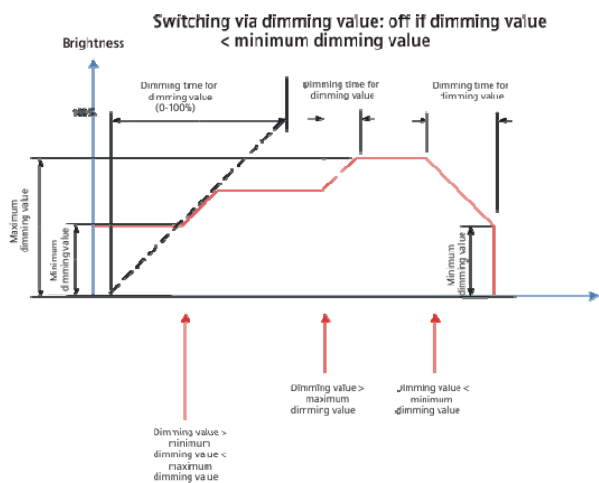 Switching via dimming value: off if dimming value
< minimum dimming value
Brightness
Dimming time for
dimming value
(0-100%)
Dimming time for
dimming value
Dimming time for
dimming value
100%
Maximum
dimming value
Minimum
dimming value
Minimum
dimming value
Dimming value >
maximum
dimming value
Dimming value <
minimum
dimming value
Dimming value >
minimum
dimming value <
maximum
dimming value